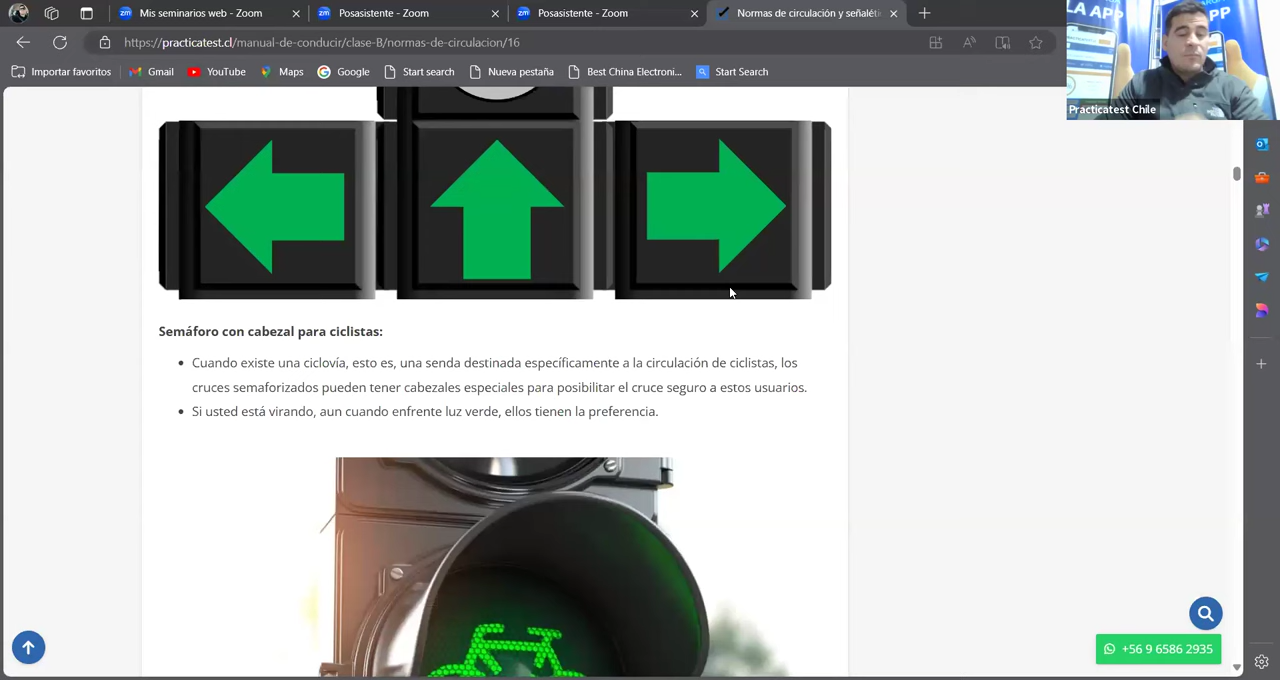 Mis seminarios web - Zoom
Posasistente - Zoom
Posasistente - Zoom
Normas de circulación y señaléti
https://practicatest.cl/manual-de-conducir/clase-B/normas-de-circulacion/16
Importar favoritos
Gmail
YouTube
Maps
Google
Start search
Nueva pestaña
Best China Electroni...
Start Search
LA APP
PP
Practicatest Chile
Semáforo con cabezal para ciclistas:
Cuando existe una ciclovía, esto es, una senda destinada específicamente a la circulación de ciclistas, los
cruces semaforizados pueden tener cabezales especiales para posibilitar el cruce seguro a estos usuarios.
Si usted está virando, aun cuando enfrente luz verde, ellos tienen la preferencia.
+56 9 6586 2935